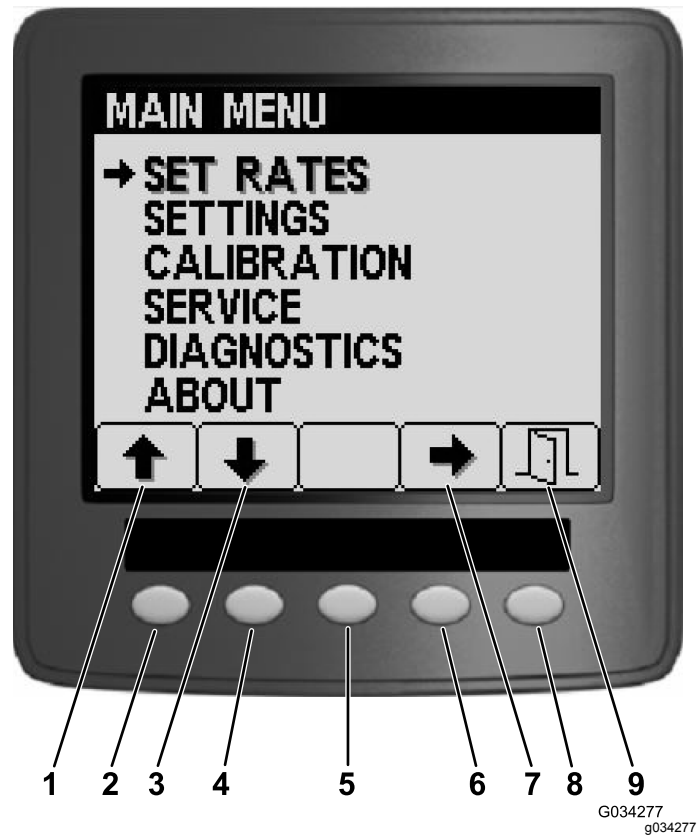 MAIN MENU
SET RATES
SETTINGS
CALIBRATION
SERVICE
DIAGNOSTICS
ABOUT
1 2 3 4 5 6 7 8 9
G034277
g034277